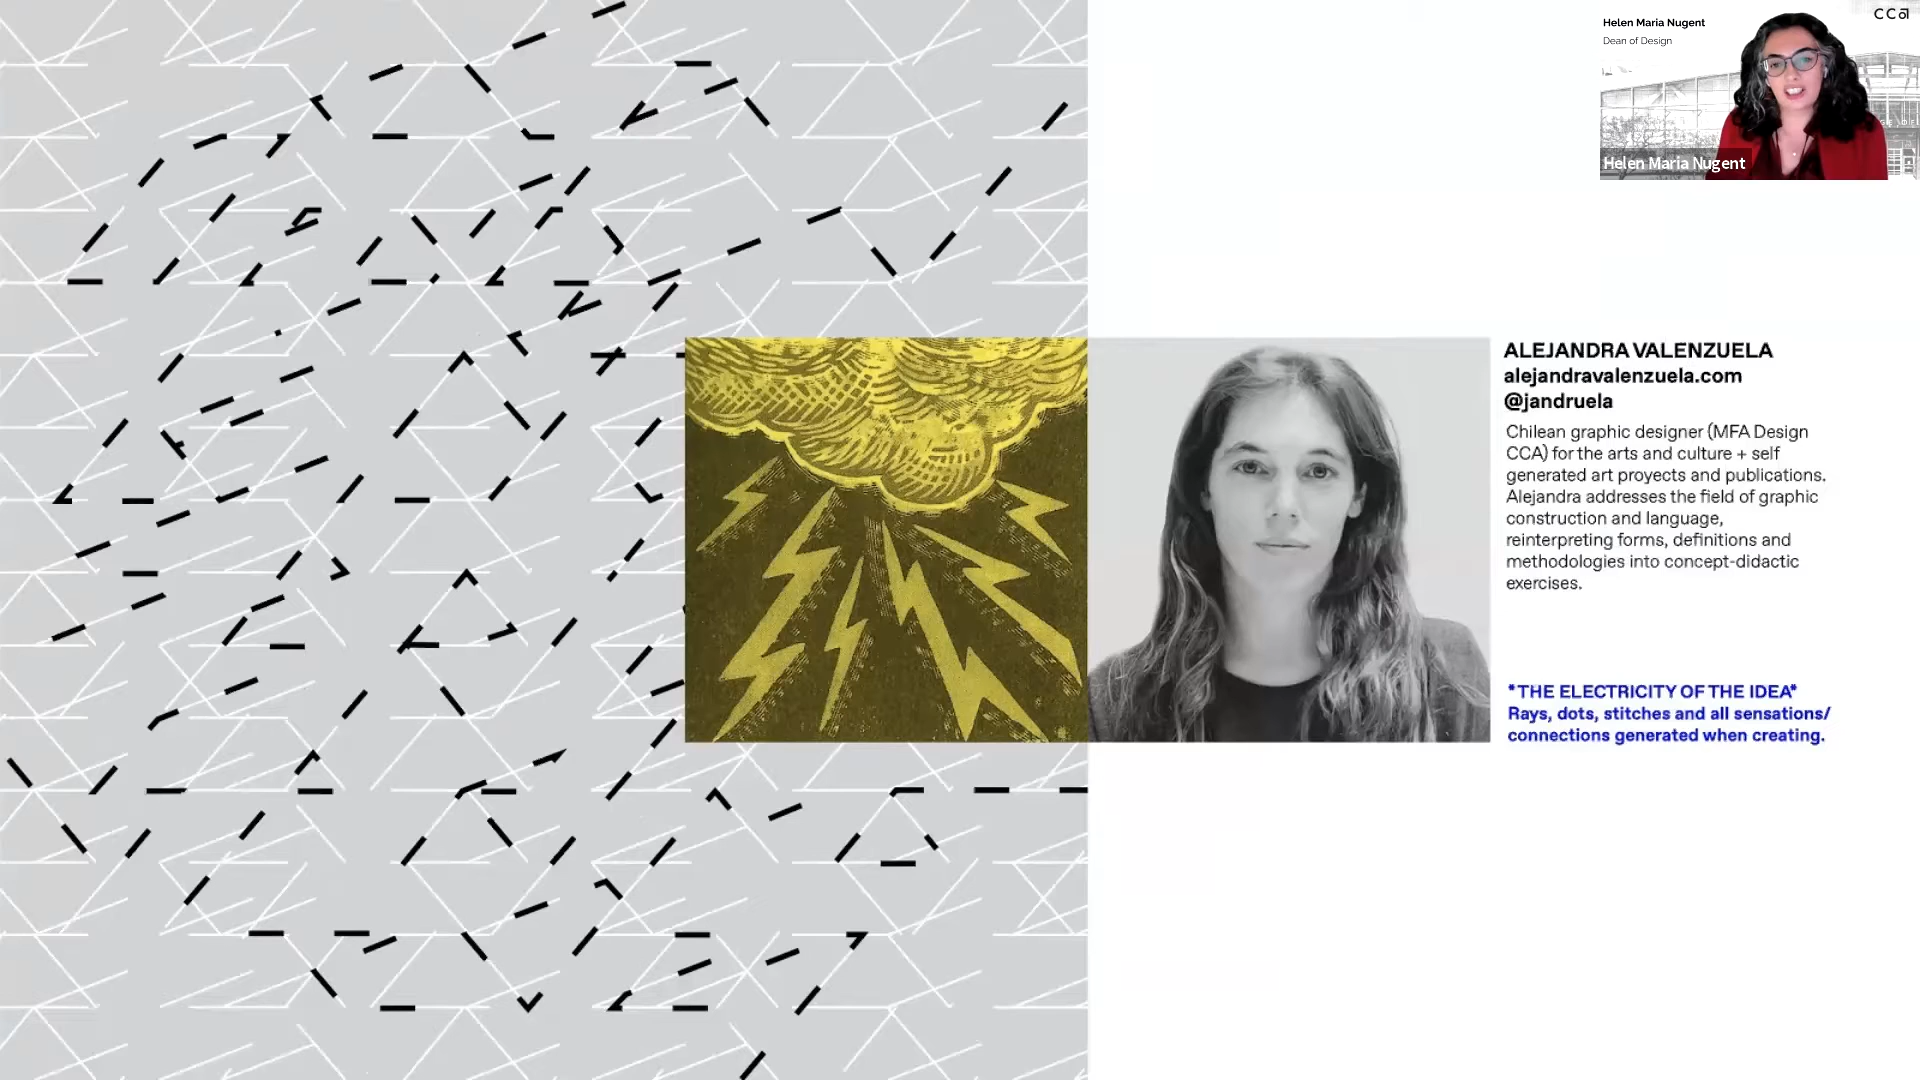 Helen Maria Nugent
Dean of Design
cca
Helen Maria Nugent
ALEJANDRA VALENZUELA
alejandravalenzuela.com
@jandruela
Chilean graphic designer (MFA Design
CCA) for the arts and culture + self
generated art proyects and publications.
Alejandra addresses the field of graphic
construction and language,
reinterpreting forms, definitions and
methodologies into concept-didactic
exercises.
*THE ELECTRICITY OF THE IDEA*
Rays, dots, stitches and all sensations/
connections generated when creating.